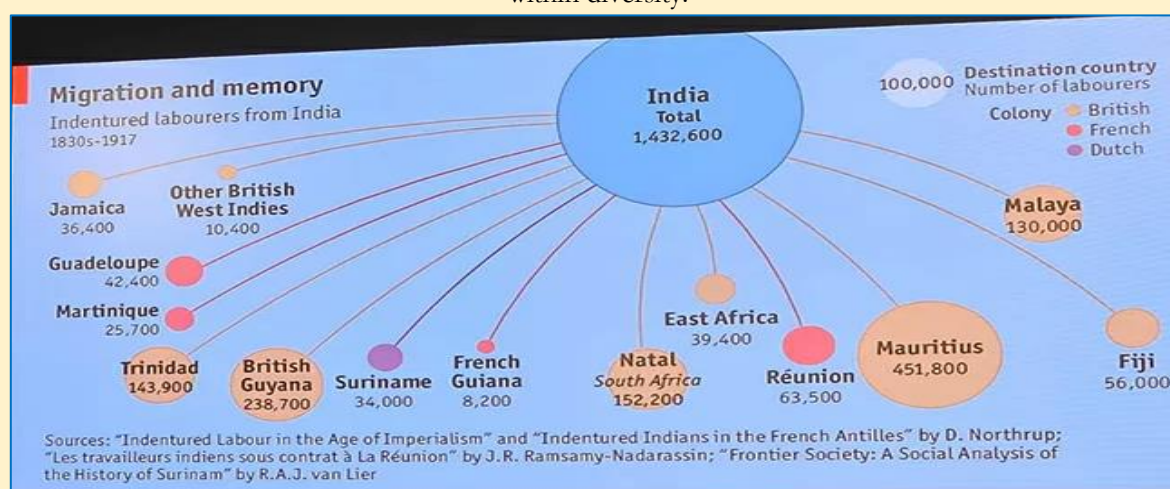 within diversity.
Migration and memory
Indentured labourers from India
1830s-1917
India
Total
1,432,600
100,000
Destination country
Number of labourers
Colony
British
French
Dutch
Jamaica
36,400
Other British
West Indies
10,400
Malaya
130,000
Guadeloupe
42,400
Martinique
25,700
Trinidad
143,900
British
Guyana
238,700
Suriname
34,000
French
Guiana
8,200
Natal
South Africa
152,200
East Africa
39,400
Réunion
63,500
Mauritius
451,800
Fiji
56,000
Sources: "Indentured Labour in the Age of Imperialism" and "Indentured Indians in the French Antilles" by D. Northrup;
"Les travailleurs indiens sous contrat à La Réunion" by J.R. Ramsamy-Nadarassin; "Frontier Society: A Social Analysis of
the History of Surinam" by R.A.J. van Lier